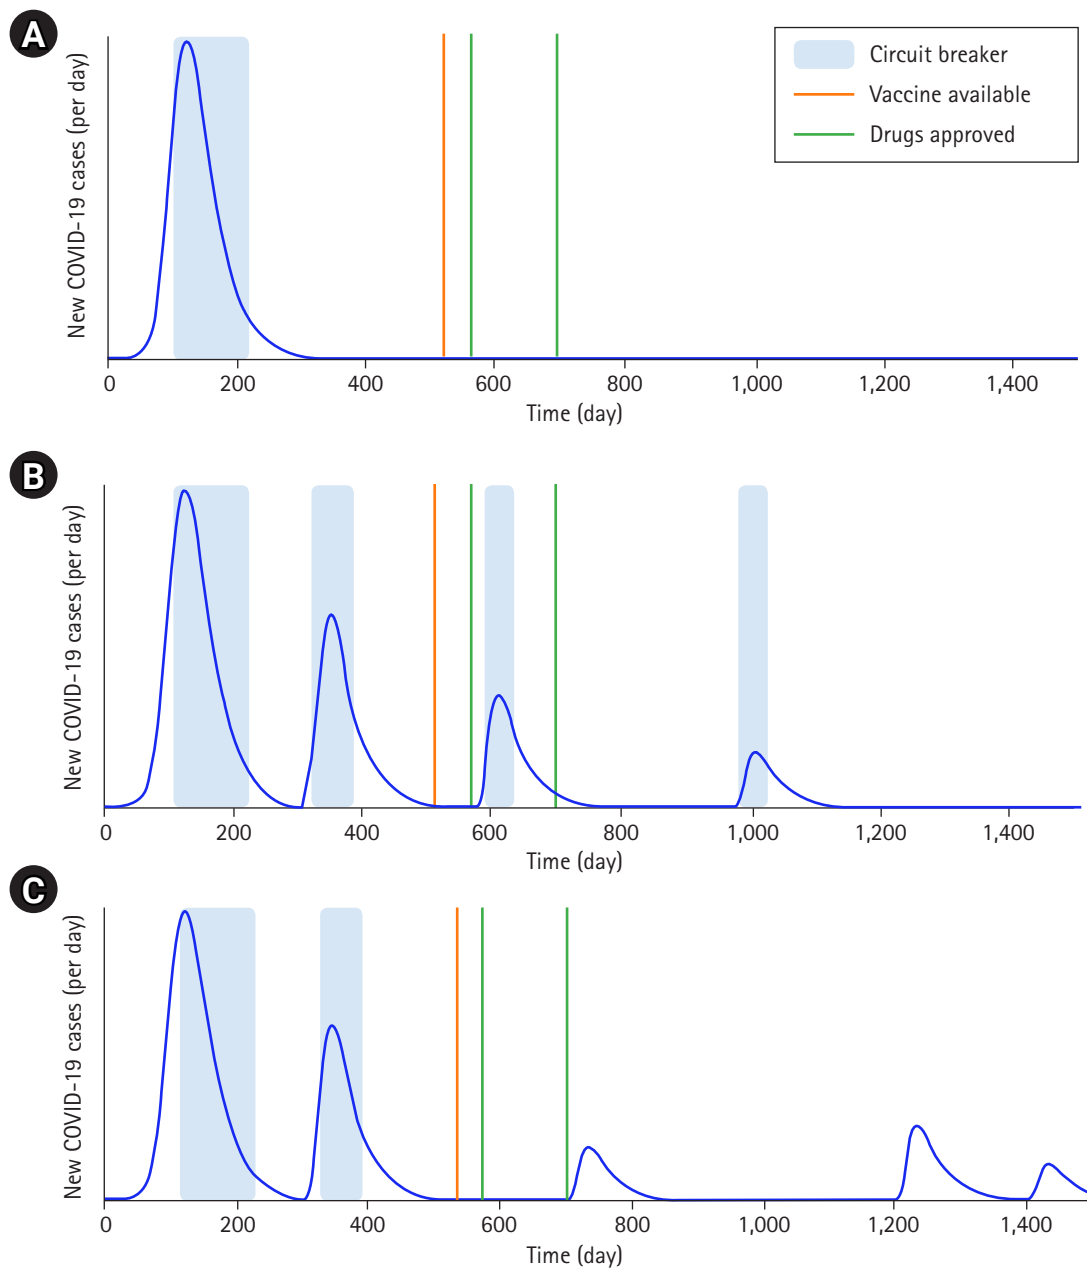 A
New COVID-19 cases (per day)
Circuit breaker
Vaccine available
Drugs approved
0 200 400 600 800 1,000 1,200 1,400
Time (day)
B
New COVID-19 cases (per day)
0 200 400 600 800 1,000 1,200 1,400
Time (day)
C
New COVID-19 cases (per day)
0 200 400 600 800 1,000 1,200 1,400
Time (day)